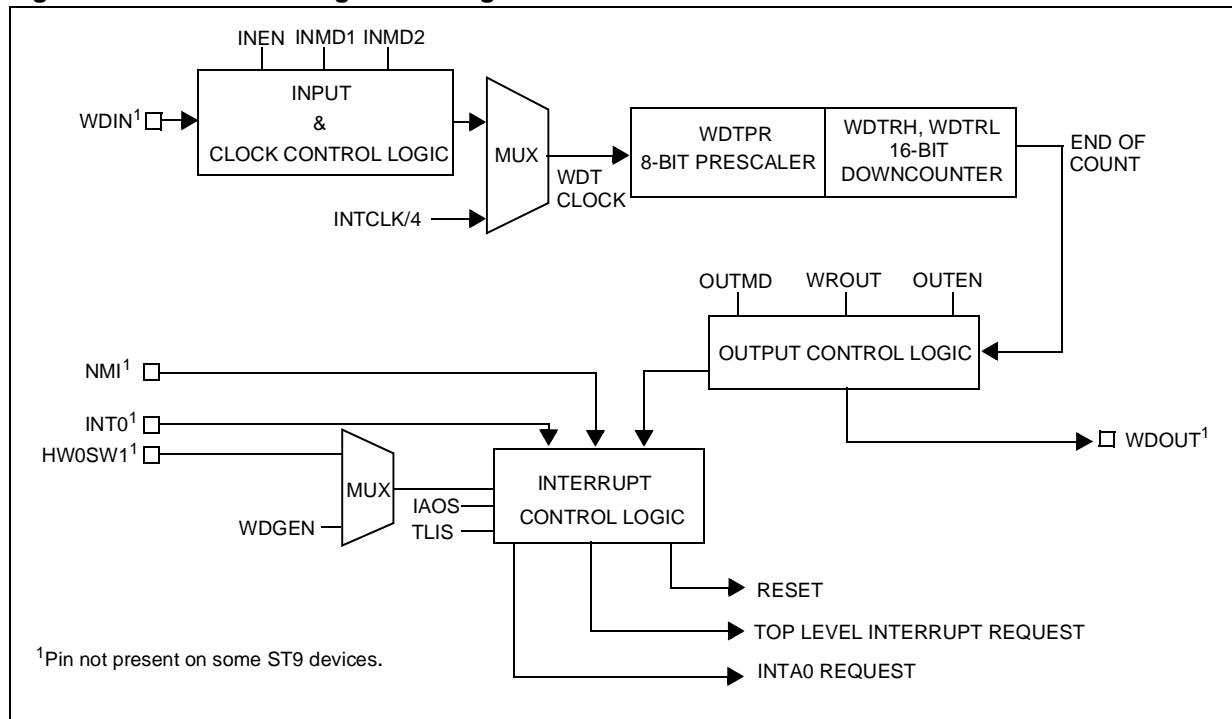 INEN INMD1 INMD2
INPUT
&
CLOCK CONTROL LOGIC
WDIN¹
MUX
WDT
CLOCK
INTCLK/4
WDTPR
8-BIT PRESCALER
WDTRH, WDTRL
16-BIT
DOWNCOUNTER
END OF
COUNT
OUTMD WROUT OUTEN
OUTPUT CONTROL LOGIC
NMI¹
INT0¹
HW0SW1¹
MUX
WDGEN
IAOS
TLIS
INTERRUPT
CONTROL LOGIC
WDOUT¹
RESET
TOP LEVEL INTERRUPT REQUEST
INTA0 REQUEST
¹Pin not present on some ST9 devices.